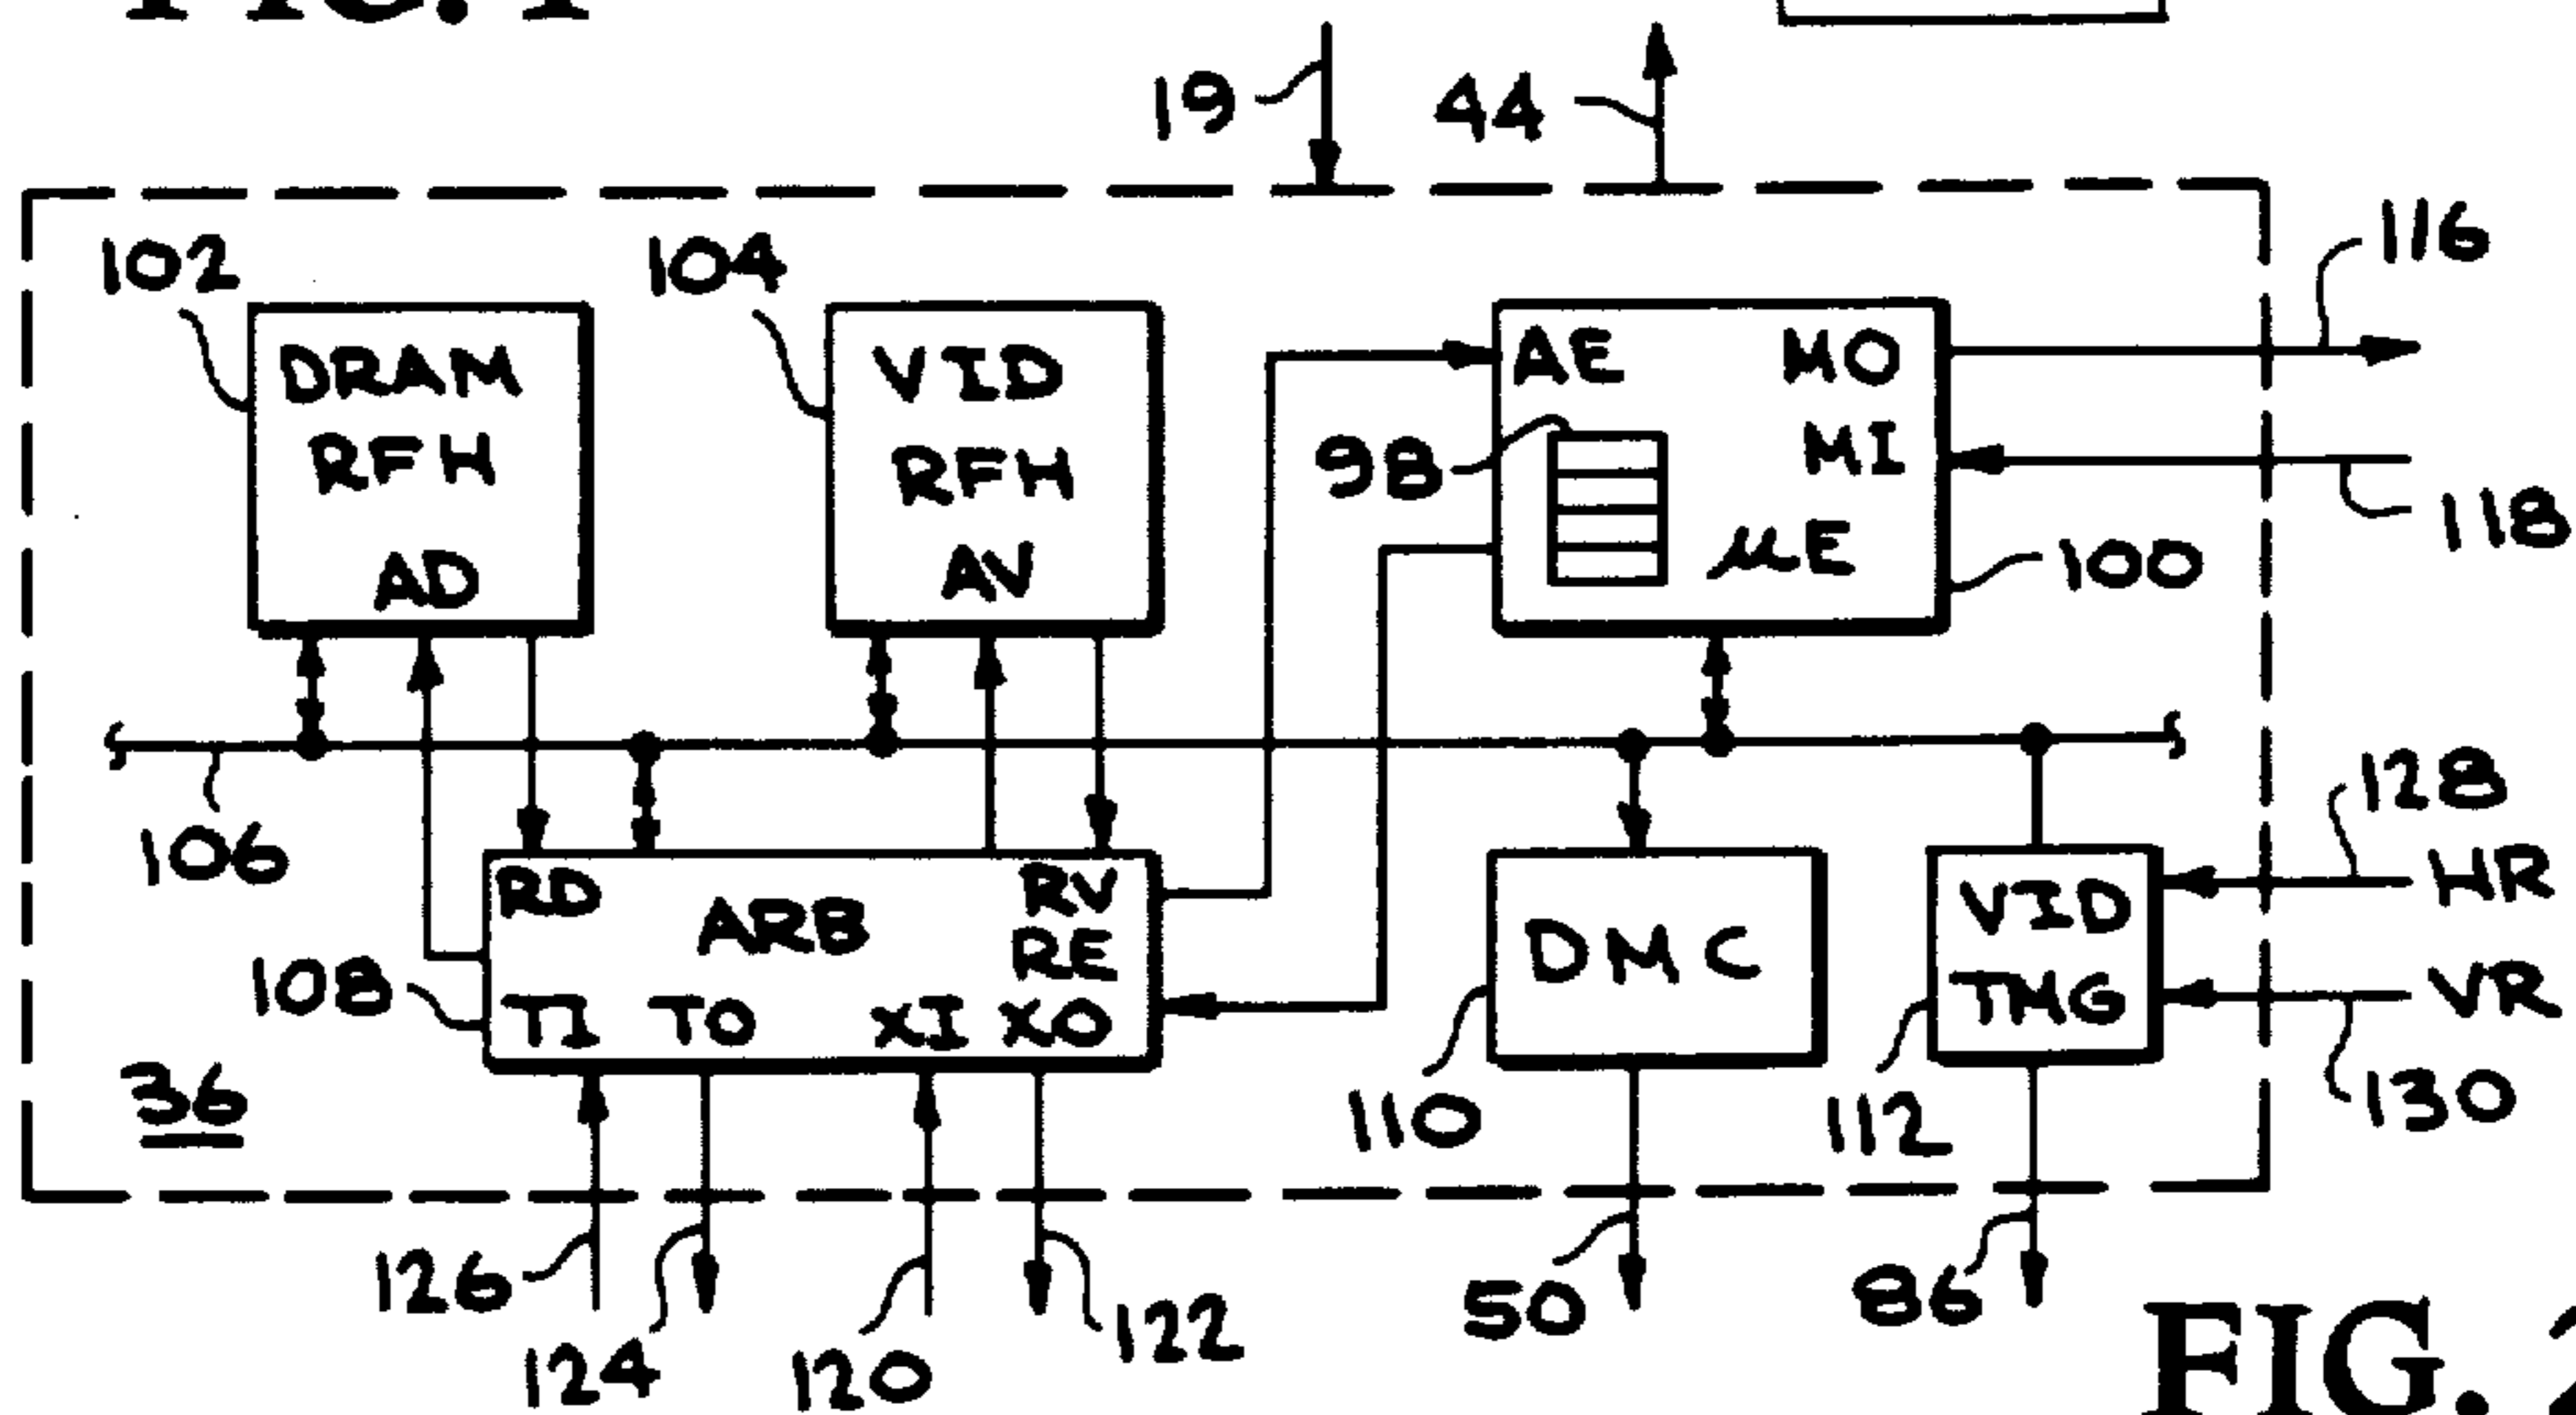 FIG. 1
19
44
102
104
116
DRAM
RFH
AD
VID
RFH
AV
AE
MO
98
MI
µE
118
100
106
128
HR
RD
ARB
RV
RE
DMC
VID
TMG
VR
108
TI
TO
XI
XO
36
110
112
130
126
124
120
122
50
86
FIG. 2